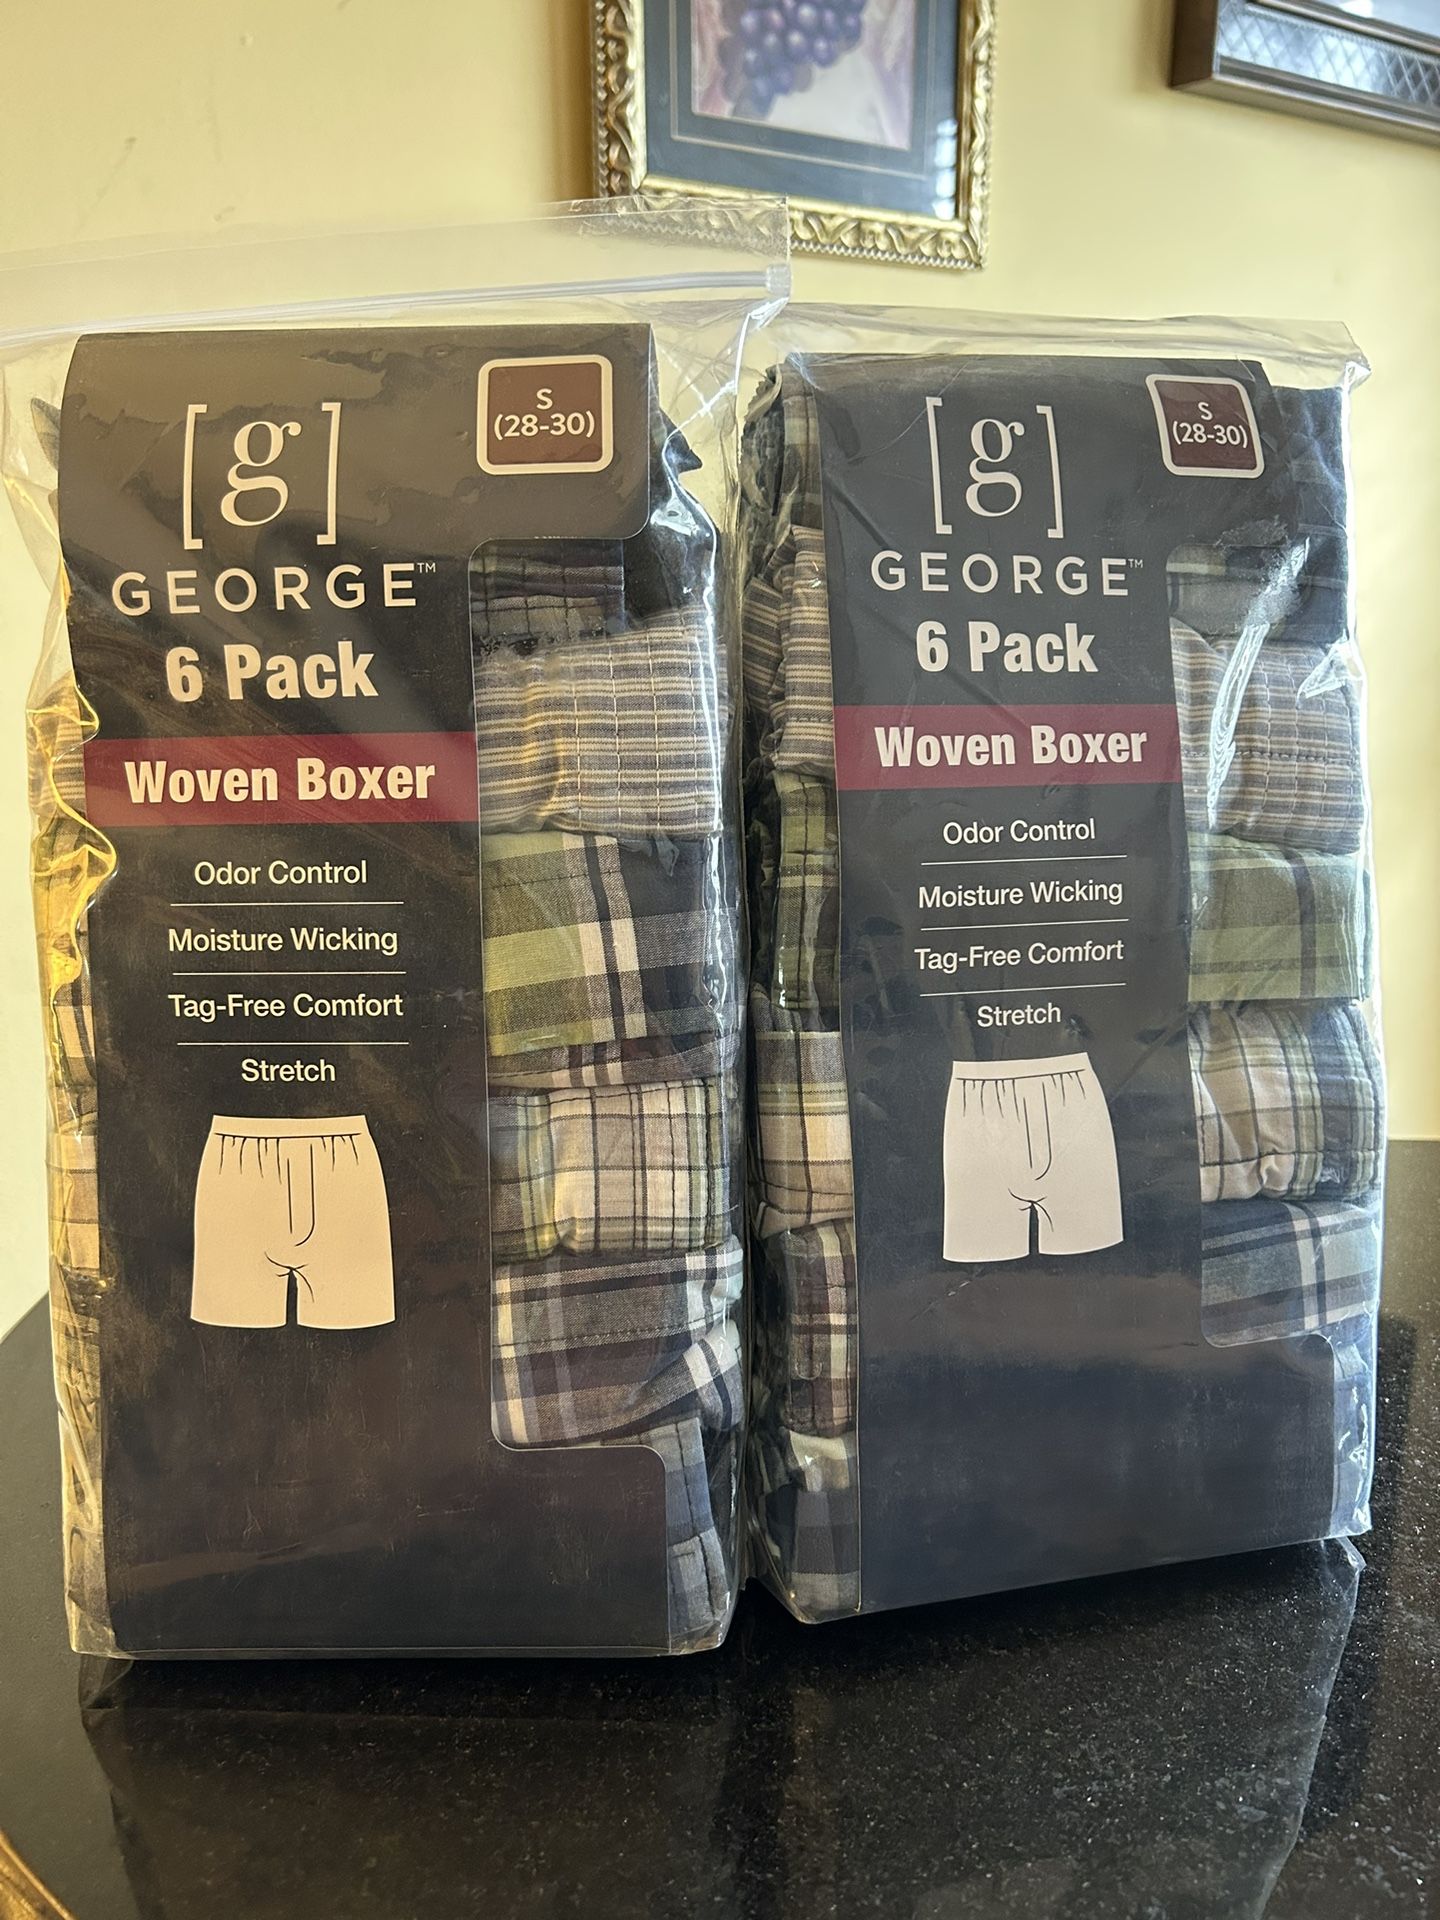 [g]
S
(28-30)
GEORGE™
6 Pack
Woven Boxer
Odor Control
Moisture Wicking
Tag-Free Comfort
Stretch
[g]
S
(28-30)
GEORGE™
6 Pack
Woven Boxer
Odor Control
Moisture Wicking
Tag-Free Comfort
Stretch